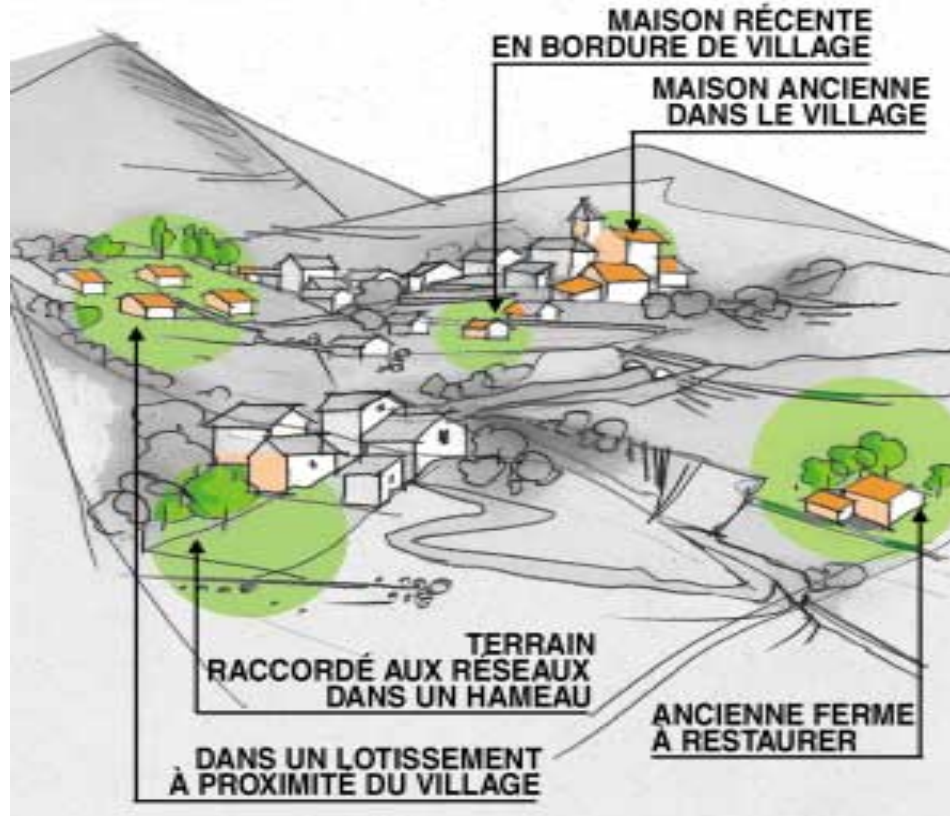 MAISON RÉCENTE
EN BORDURE DE VILLAGE
MAISON ANCIENNE
DANS LE VILLAGE
TERRAIN
RACCORDÉ AUX RÉSEAUX
DANS UN HAMEAU
ANCIENNE FERME
À RESTAURER
DANS UN LOTISSEMENT
À PROXIMITÉ DU VILLAGE